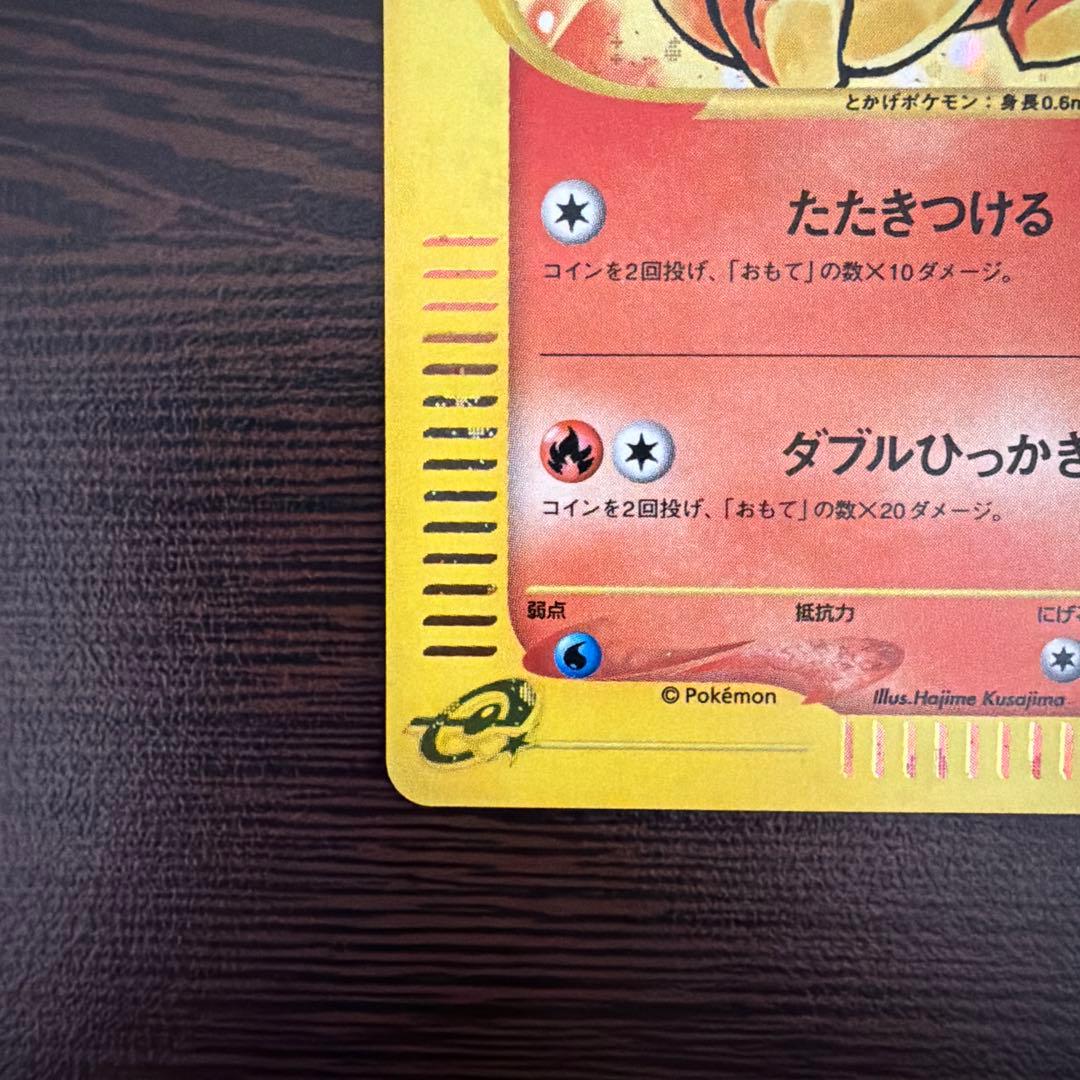 とかげポケモン：身長0.6m
たたきつける
コインを2回投げ、「おもて」の数×10ダメージ。
ダブルひっかき
コインを2回投げ、「おもて」の数×20ダメージ。
弱点 抵抗力 にげ
© Pokémon Illus. Hajime Kusajima
e